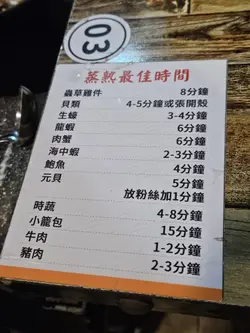 03
蒸熟最佳時間
蟲草雞件 8分鐘
貝類 4-5分鐘或張開殼
生蠔 3-4分鐘
龍蝦 6分鐘
肉蟹 6分鐘
海中蝦 2-3分鐘
鮑魚 4分鐘
元貝 5分鐘
放粉絲加1分鐘
時蔬 4-8分鐘
小籠包 15分鐘
牛肉 1-2分鐘
豬肉 2-3分鐘